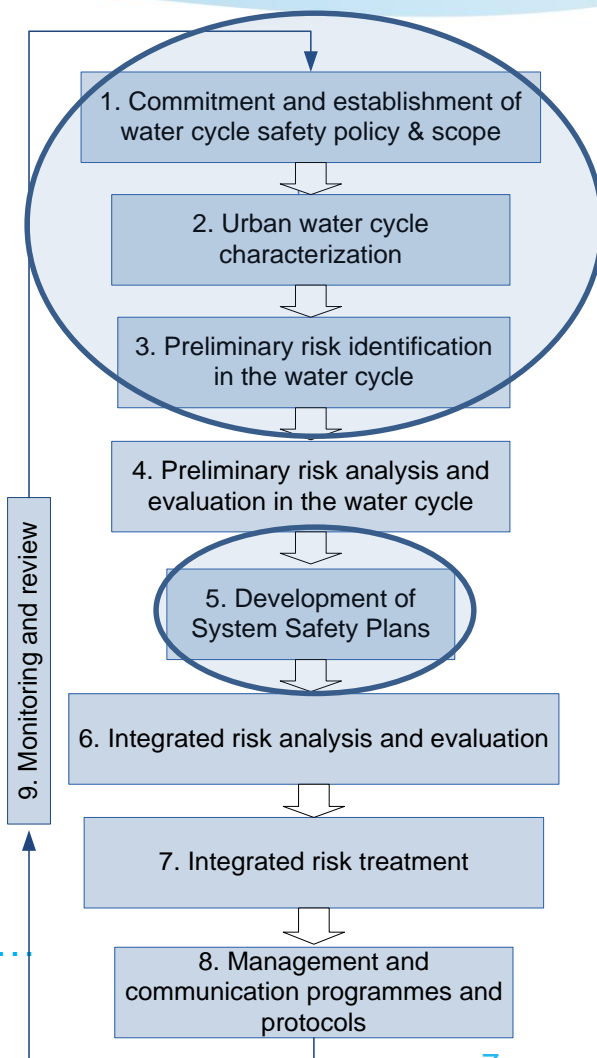 1. Commitment and establishment of
water cycle safety policy & scope
2. Urban water cycle
characterization
3. Preliminary risk identification
in the water cycle
4. Preliminary risk analysis and
evaluation in the water cycle
5. Development of
System Safety Plans
6. Integrated risk analysis and evaluation
7. Integrated risk treatment
8. Management and
communication programmes and
protocols
9. Monitoring and review
...